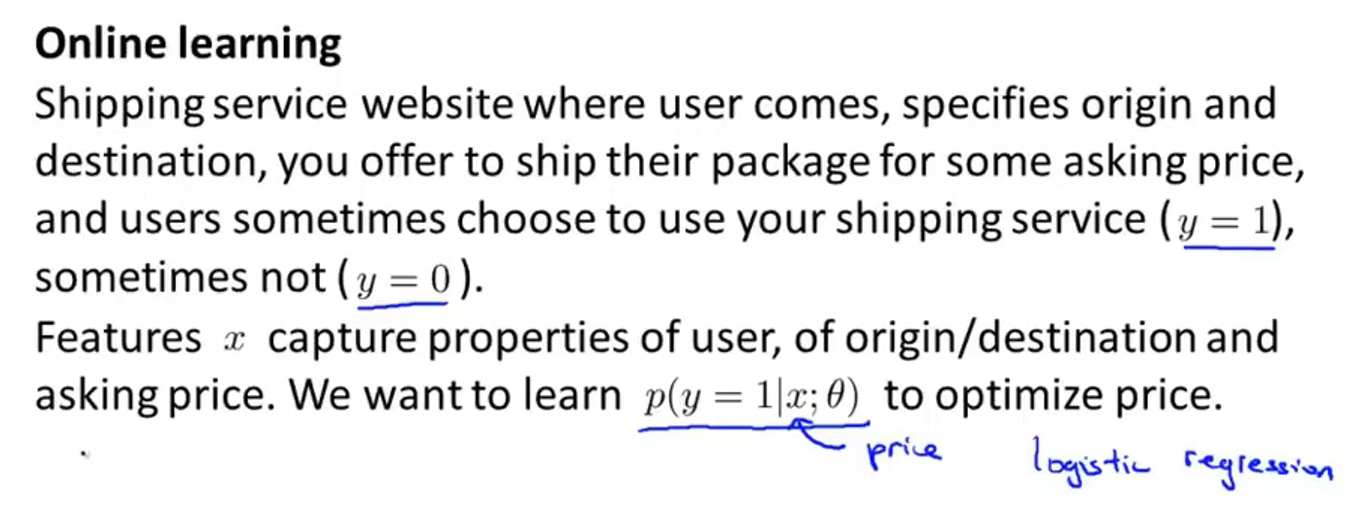 Online learning
Shipping service website where user comes, specifies origin and
destination, you offer to ship their package for some asking price,
and users sometimes choose to use your shipping service (y = 1),
sometimes not (y = 0).
Features x capture properties of user, of origin/destination and
asking price. We want to learn p(y = 1|x; θ) to optimize price.
price logistic regression